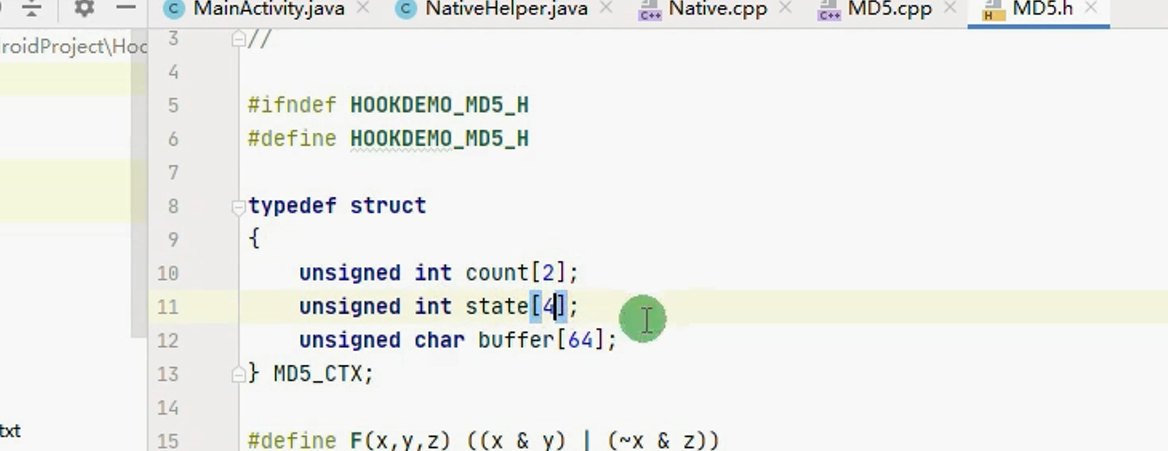 MainActivity.java NativeHelper.java Native.cpp MD5.cpp MD5.h
roidProject\Hoc
3 //
4
5 #ifndef HOOKDEMO_MD5_H
6 #define HOOKDEMO_MD5_H
7
8 typedef struct
9 {
10 unsigned int count[2];
11 unsigned int state[4];
12 unsigned char buffer[64];
13 } MD5_CTX;
14
txt
15 #define F(x,y,z) ((x & y) | (~x & z))